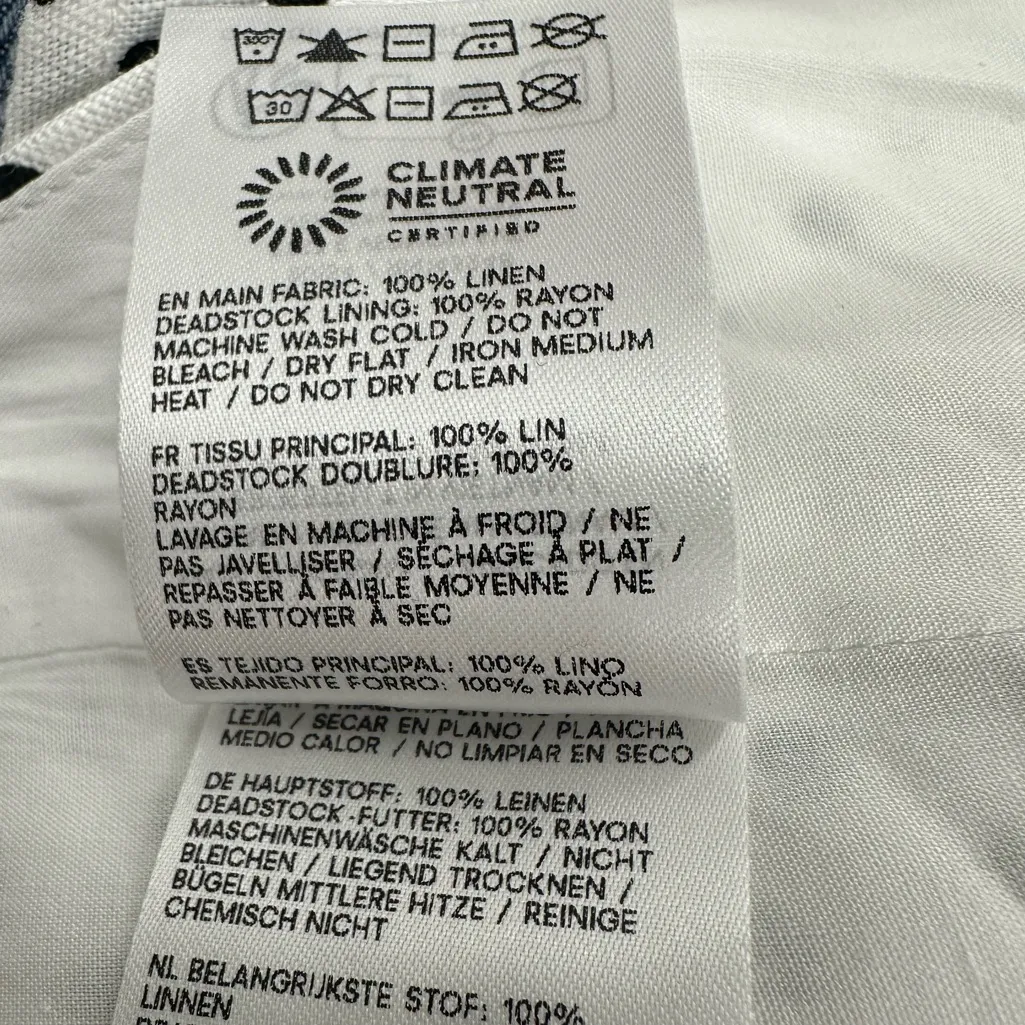 30
CLIMATE
NEUTRAL
CERTIFIED
EN MAIN FABRIC: 100% LINEN
DEADSTOCK LINING: 100% RAYON
MACHINE WASH COLD / DO NOT
BLEACH / DRY FLAT / IRON MEDIUM
HEAT / DO NOT DRY CLEAN
FR TISSU PRINCIPAL: 100% LIN
DEADSTOCK DOUBLURE: 100%
RAYON
LAVAGE EN MACHINE À FROID / NE
PAS JAVELLISER / SÉCHAGE À PLAT /
REPASSER À FAIBLE MOYENNE / NE
PAS NETTOYER À SEC
ES TEJIDO PRINCIPAL: 100% LINO
REMANENTE FORRO: 100% RAYÓN
LEJÍA / SECAR EN PLANO / PLANCHA
MEDIO CALOR / NO LIMPIAR EN SECO
DE HAUPTSTOFF: 100% LEINEN
DEADSTOCK -FUTTER: 100% RAYON
MASCHINENWÄSCHE KALT / NICHT
BLEICHEN / LIEGEND TROCKNEN /
BÜGELN MITTLERE HITZE / REINIGE
CHEMISCH NICHT
NL BELANGRIJKSTE STOF: 100%
LINNEN